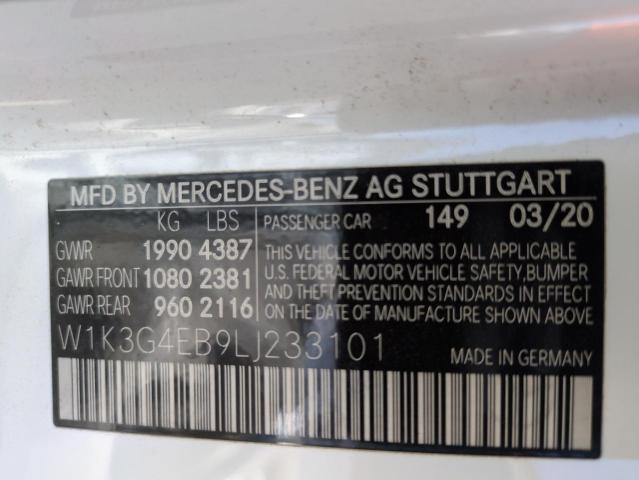 MFD BY MERCEDES-BENZ AG STUTTGART
KG LBS PASSENGER CAR 149 03/20
GVWR 1990 4387 THIS VEHICLE CONFORMS TO ALL APPLICABLE
GAWR FRONT 1080 2381 U.S. FEDERAL MOTOR VEHICLE SAFETY, BUMPER
GAWR REAR 960 2116 AND THEFT PREVENTION STANDARDS IN EFFECT
ON THE DATE OF MANUFACTURE SHOWN ABOVE.
W1K3G4EB9LJ233101 MADE IN GERMANY